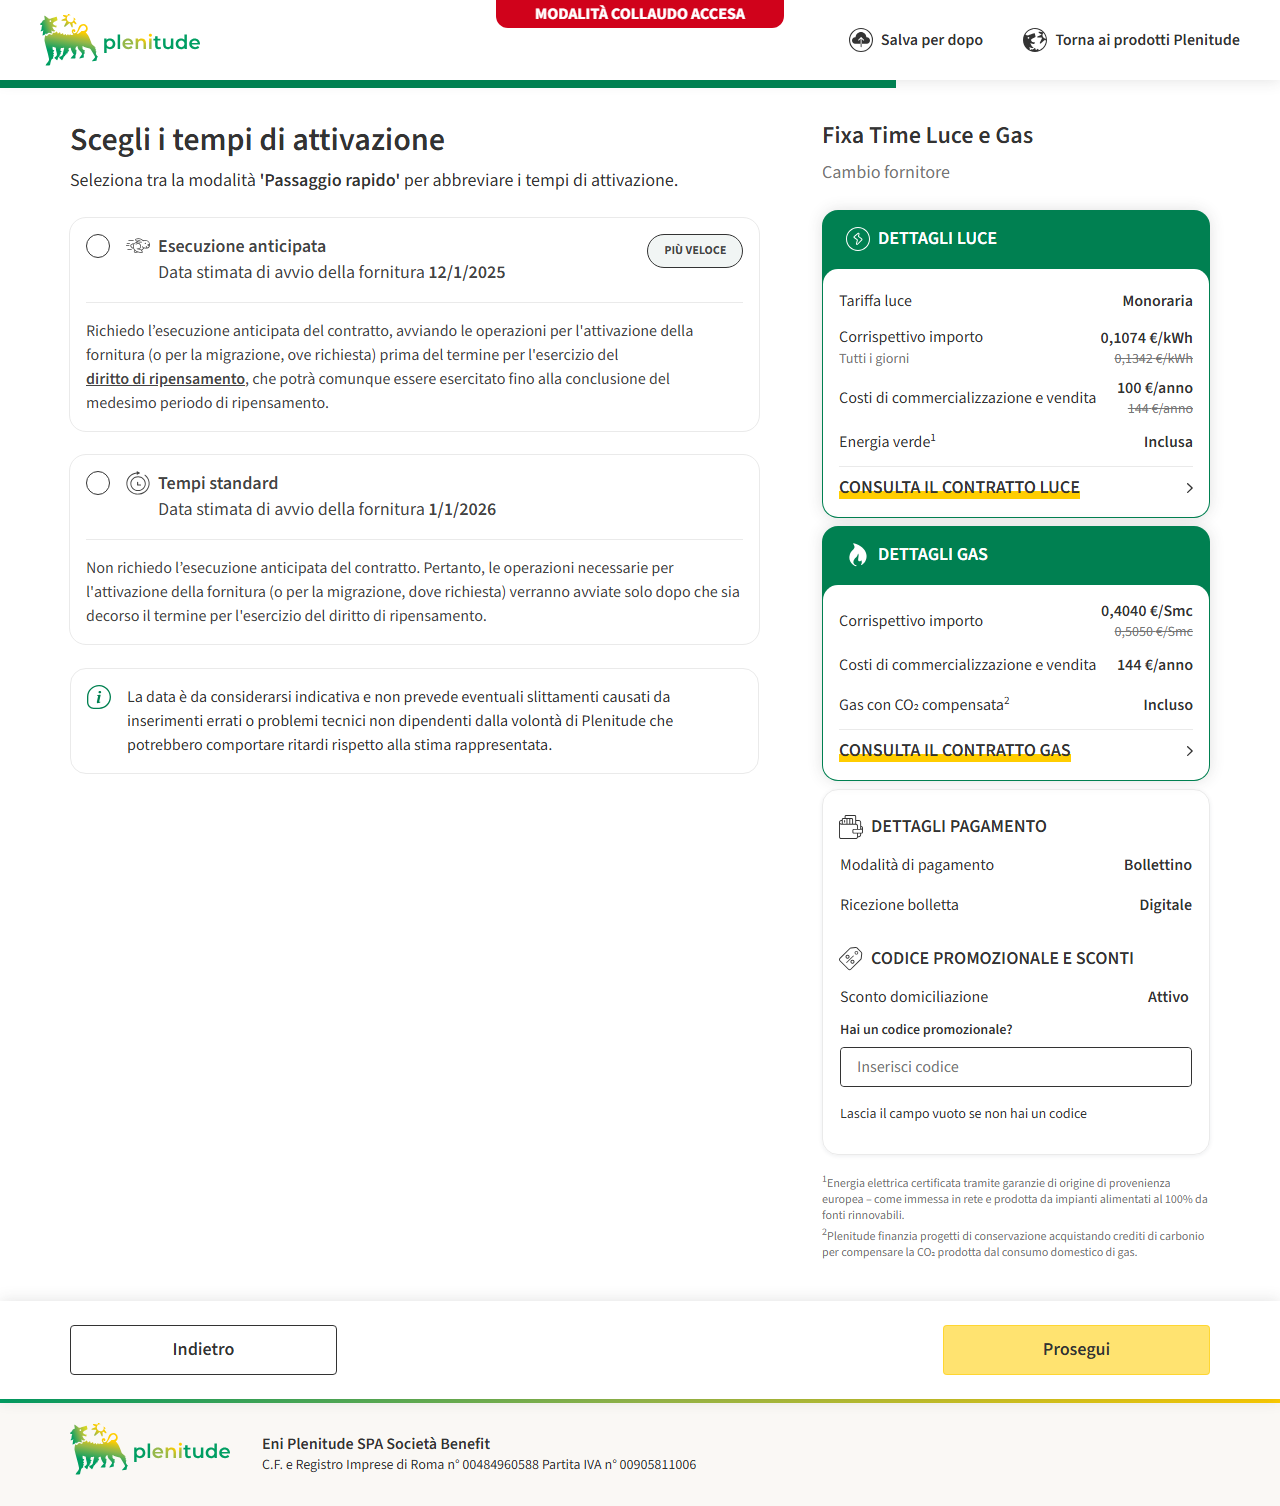 MODALITÀ COLLAUDO ACCESA
plenitude
Salva per dopo
Torna ai prodotti Plenitude
Scegli i tempi di attivazione
Seleziona tra la modalità 'Passaggio rapido' per abbreviare i tempi di attivazione.
Esecuzione anticipata
PIÙ VELOCE
Data stimata di avvio della fornitura 12/1/2025
Richiedo l’esecuzione anticipata del contratto, avviando le operazioni per l'attivazione della
fornitura (o per la migrazione, ove richiesta) prima del termine per l'esercizio del
diritto di ripensamento, che potrà comunque essere esercitato fino alla conclusione del
medesimo periodo di ripensamento.
Tempi standard
Data stimata di avvio della fornitura 1/1/2026
Non richiedo l’esecuzione anticipata del contratto. Pertanto, le operazioni necessarie per
l'attivazione della fornitura (o per la migrazione, dove richiesta) verranno avviate solo dopo che sia
decorso il termine per l'esercizio del diritto di ripensamento.
La data è da considerarsi indicativa e non prevede eventuali slittamenti causati da
inserimenti errati o problemi tecnici non dipendenti dalla volontà di Plenitude che
potrebbero comportare ritardi rispetto alla stima rappresentata.
Fixa Time Luce e Gas
Cambio fornitore
DETTAGLI LUCE
Tariffa luce Monoraria
Corrispettivo importo 0,1074 €/kWh
Tutti i giorni 0,1342 €/kWh
Costi di commercializzazione e vendita 100 €/anno
144 €/anno
Energia verde¹ Inclusa
CONSULTA IL CONTRATTO LUCE
DETTAGLI GAS
Corrispettivo importo 0,4040 €/Smc
0,5050 €/Smc
Costi di commercializzazione e vendita 144 €/anno
Gas con CO₂ compensata² Incluso
CONSULTA IL CONTRATTO GAS
DETTAGLI PAGAMENTO
Modalità di pagamento Bollettino
Ricezione bolletta Digitale
CODICE PROMOZIONALE E SCONTI
Sconto domiciliazione Attivo
Hai un codice promozionale?
Inserisci codice
Lascia il campo vuoto se non hai un codice
¹Energia elettrica certificata tramite garanzie di origine di provenienza
europea – come immessa in rete e prodotta da impianti alimentati al 100% da
fonti rinnovabili.
²Plenitude finanzia progetti di conservazione acquistando crediti di carbonio
per compensare la CO₂ prodotta dal consumo domestico di gas.
Indietro
Prosegui
plenitude
Eni Plenitude SPA Società Benefit
C.F. e Registro Imprese di Roma n° 00484960588 Partita IVA n° 00905811006